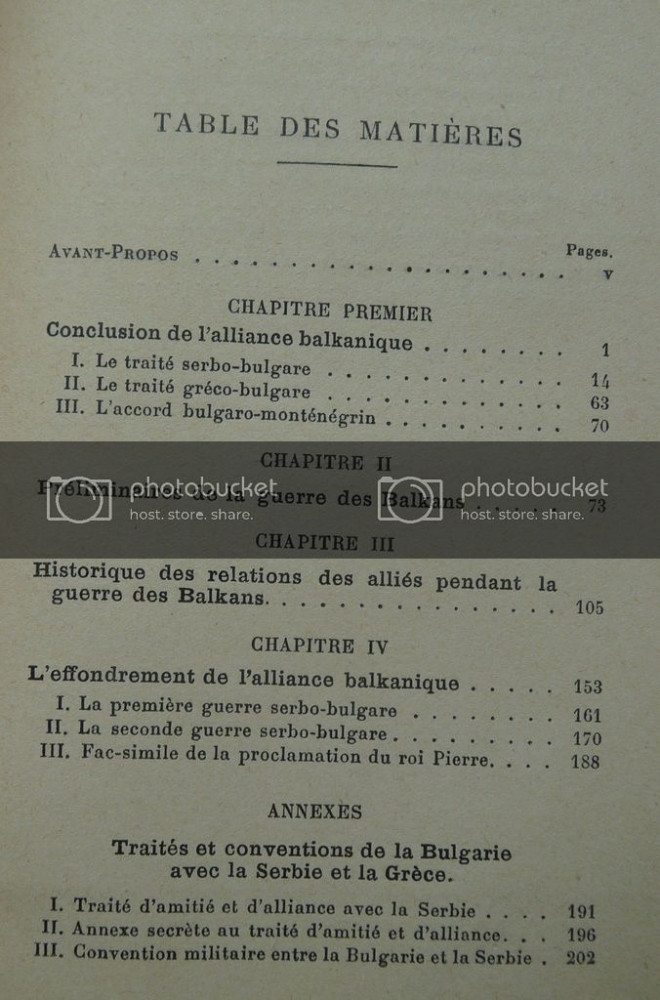 TABLE DES MATIÈRES
Pages.
AVANT-PROPOS . . . . . . . . . . . . . . . . . . . v
CHAPITRE PREMIER
Conclusion de l'alliance balkanique . . . . . . . . 1
I. Le traité serbo-bulgare . . . . . . . . . . . . 14
II. Le traité gréco-bulgare . . . . . . . . . . . . 63
III. L'accord bulgaro-monténégrin . . . . . . . . . 70
CHAPITRE II
Préliminaires de la guerre des Balkans . . . . . . 73
photobucket photobucket
host. store. share. host. store. share.
CHAPITRE III
Historique des relations des alliés pendant la
guerre des Balkans. . . . . . . . . . . . . . . . 105
CHAPITRE IV
L'effondrement de l'alliance balkanique . . . . . 153
I. La première guerre serbo-bulgare . . . . . . . . 161
II. La seconde guerre serbo-bulgare . . . . . . . . . 170
III. Fac-simile de la proclamation du roi Pierre. . . . 188
ANNEXES
Traités et conventions de la Bulgarie
avec la Serbie et la Grèce.
I. Traité d'amitié et d'alliance avec la Serbie . . . . 191
II. Annexe secrète au traité d'amitié et d'alliance. . . 196
III. Convention militaire entre la Bulgarie et la Serbie . 202